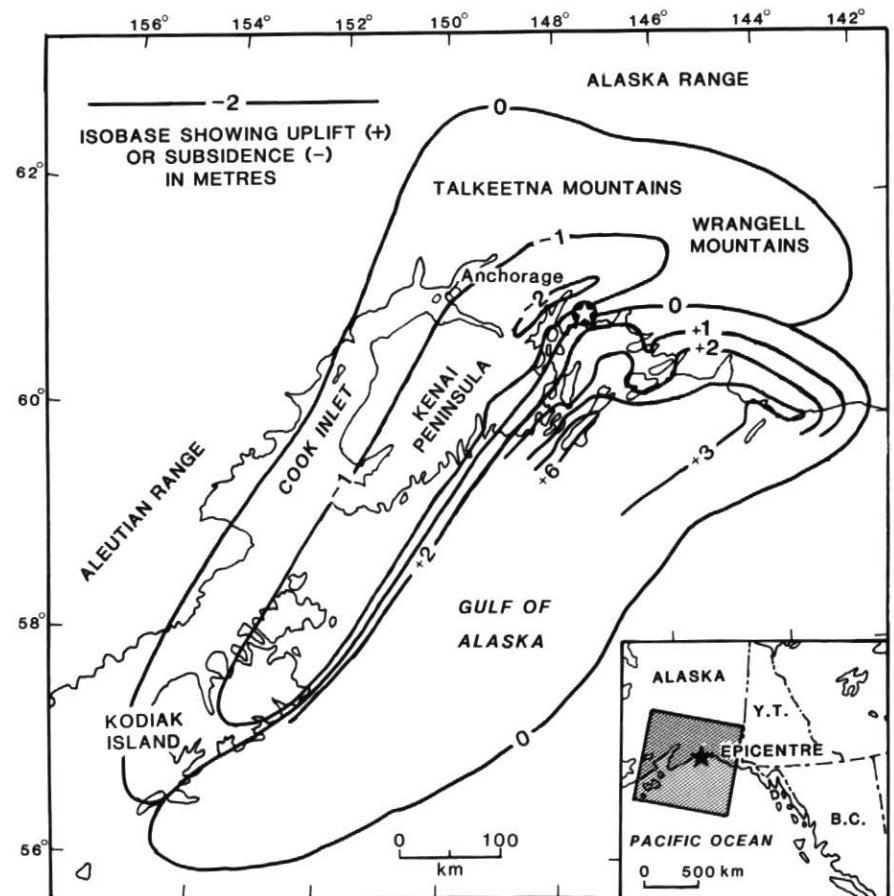 156° 154° 152° 150° 148° 146° 144° 142°
ALASKA RANGE
-2
0
ISOBASE SHOWING UPLIFT (+)
OR SUBSIDENCE (-)
IN METRES
62°
TALKEETNA MOUNTAINS
WRANGELL
MOUNTAINS
-1
Anchorage
-2
0
+1
+2
60°
KENAI
PENINSULA
COOK INLET
ALEUTIAN RANGE
-1
+6
+3
+2
58°
GULF OF
ALASKA
KODIAK
ISLAND
0
56°
0 100
km
ALASKA
Y.T.
EPICENTRE
B.C.
PACIFIC OCEAN
0 500 km